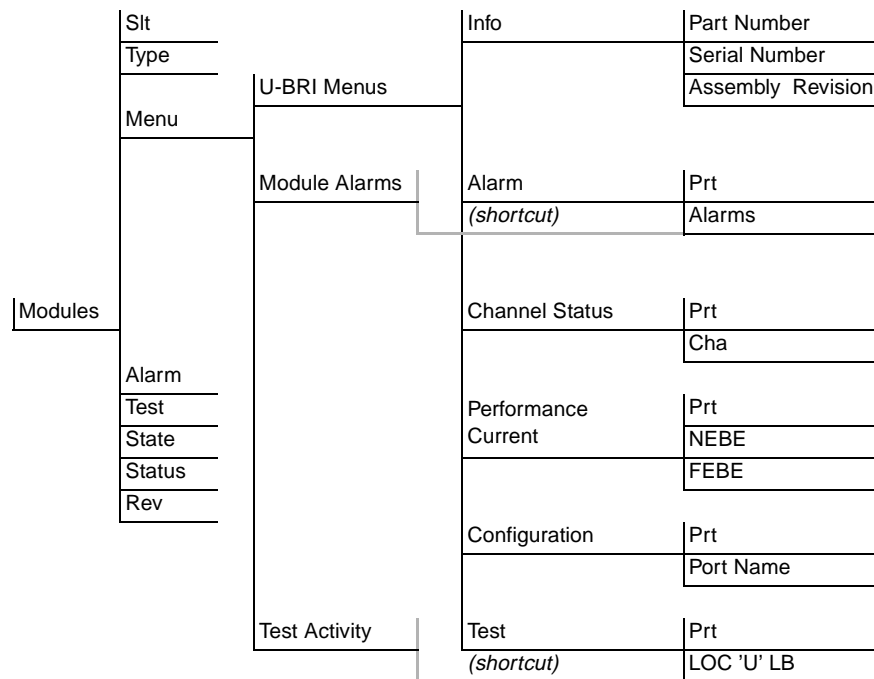 Slt
Info
Part Number
Type
Serial Number
U-BRI Menus
Assembly Revision
Menu
Module Alarms
Alarm
Prt
(shortcut)
Alarms
Modules
Channel Status
Prt
Cha
Alarm
Test
Performance
Prt
State
Current
NEBE
Status
FEBE
Rev
Configuration
Prt
Port Name
Test Activity
Test
Prt
(shortcut)
LOC 'U' LB